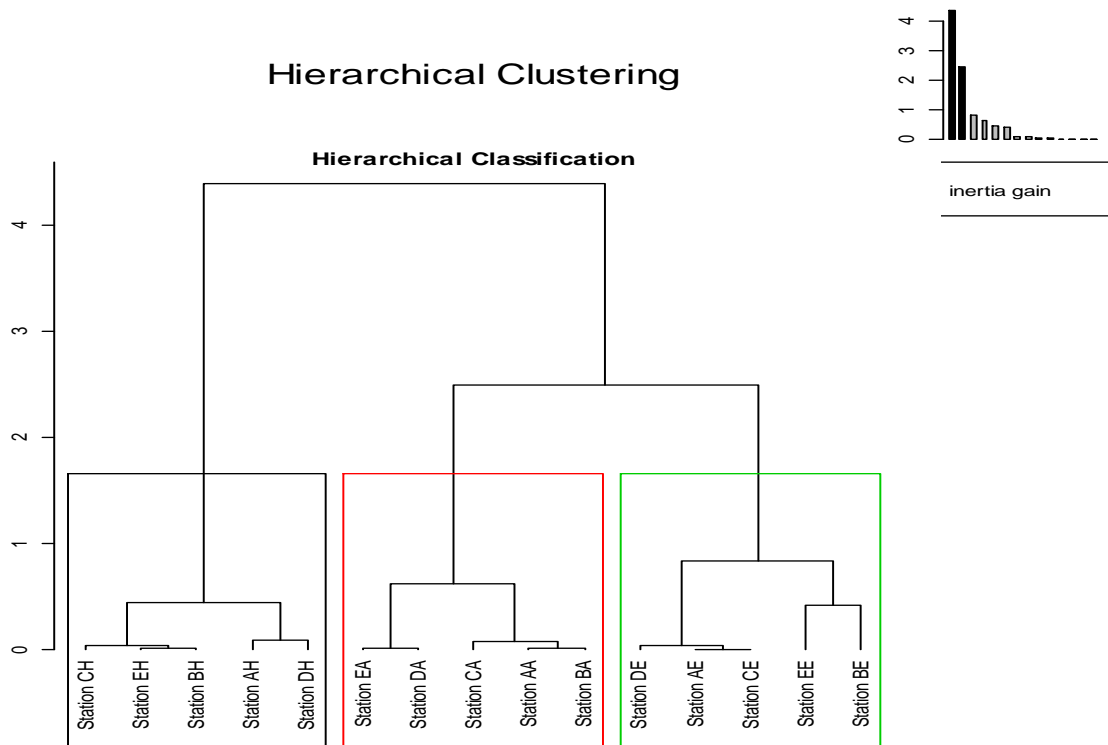 Hierarchical Clustering
4
3
2
1
0
inertia gain
Hierarchical Classification
4
3
2
1
0
Station CH
Station EH
Station BH
Station AH
Station DH
Station EA
Station DA
Station CA
Station AA
Station BA
Station DE
Station AE
Station CE
Station EE
Station BE